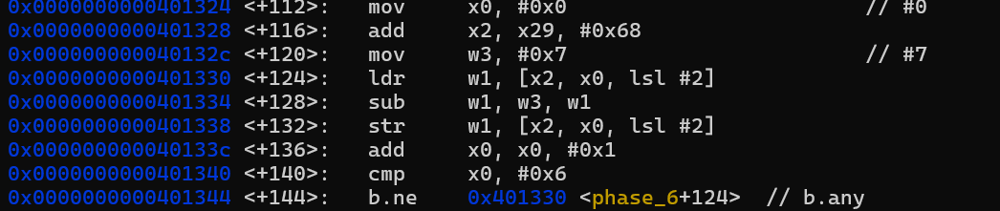 0x0000000000401324 <+112>: mov x0, #0x0 // #0
0x0000000000401328 <+116>: add x2, x29, #0x68
0x000000000040132c <+120>: mov w3, #0x7 // #7
0x0000000000401330 <+124>: ldr w1, [x2, x0, lsl #2]
0x0000000000401334 <+128>: sub w1, w3, w1
0x0000000000401338 <+132>: str w1, [x2, x0, lsl #2]
0x000000000040133c <+136>: add x0, x0, #0x1
0x0000000000401340 <+140>: cmp x0, #0x6
0x0000000000401344 <+144>: b.ne 0x401330 <phase_6+124> // b.any